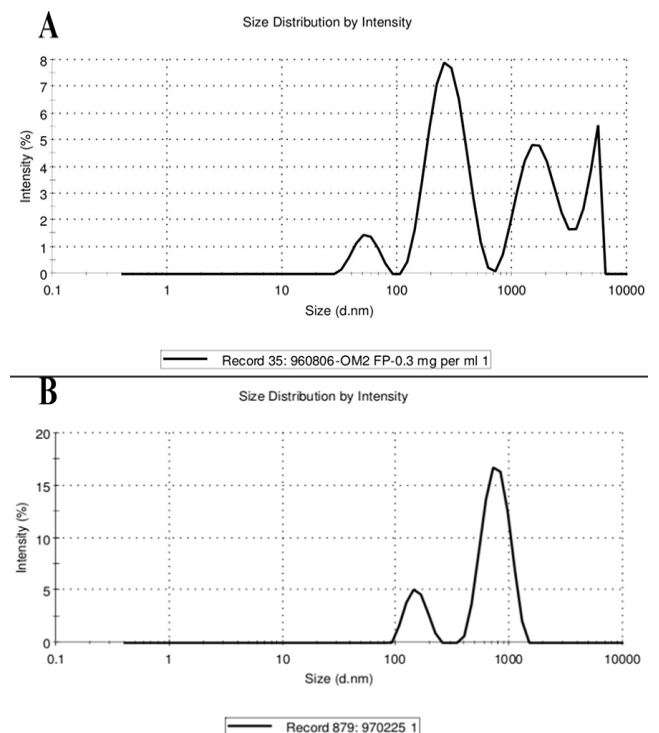 A
Size Distribution by Intensity
8
7
6
5
4
3
2
1
0
Intensity (%)
0.1 1 10 100 1000 10000
Size (d.nm)
Record 35: 960806-OM2 FP-0.3 mg per ml 1
B
Size Distribution by Intensity
20
15
10
5
0
Intensity (%)
0.1 1 10 100 1000 10000
Size (d.nm)
Record 879: 970225 1